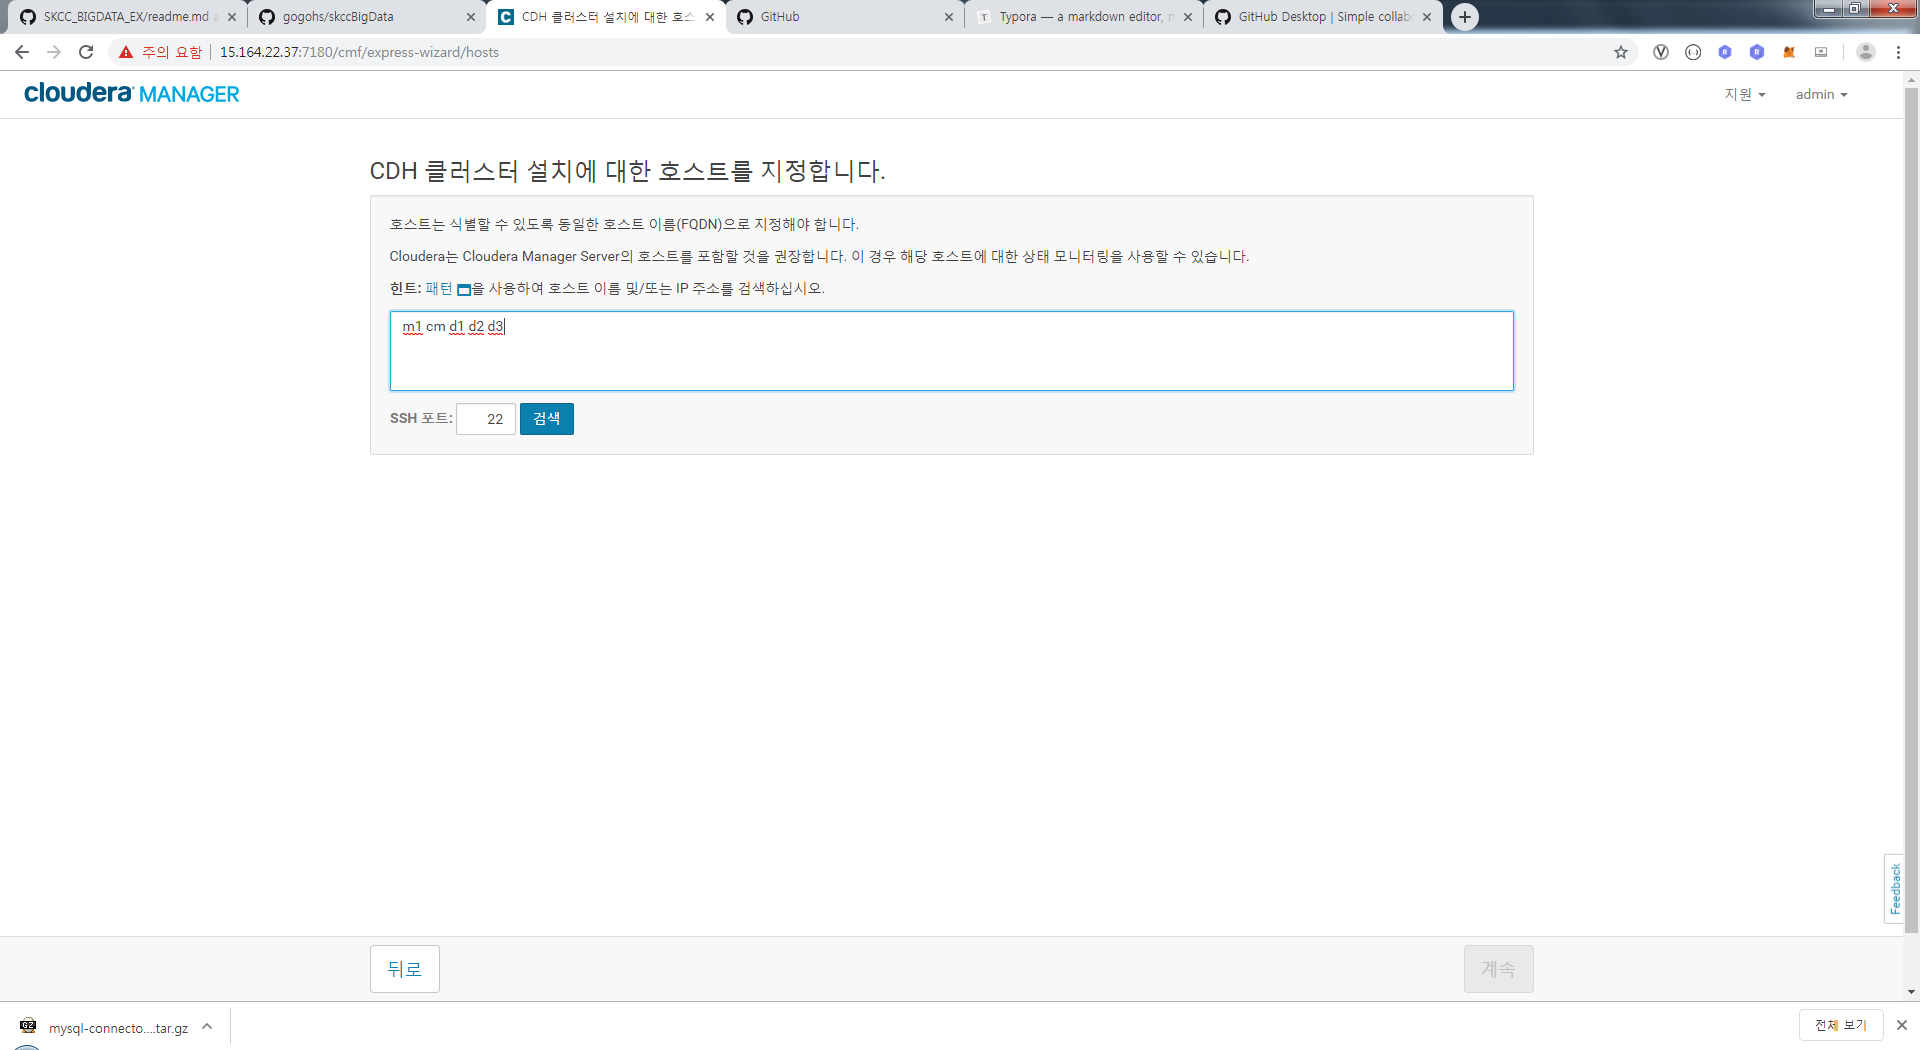 SKCC_BIGDATA_EX/readme.md
gogohs/skccBigData
CDH 클러스터 설치에 대한 호스
GitHub
Typora — a markdown editor,
GitHub Desktop | Simple collab
주의 요함
15.164.22.37:7180/cmf/express-wizard/hosts
cloudera MANAGER
지원
admin
CDH 클러스터 설치에 대한 호스트를 지정합니다.
호스트는 식별할 수 있도록 동일한 호스트 이름(FQDN)으로 지정해야 합니다.
Cloudera는 Cloudera Manager Server의 호스트를 포함할 것을 권장합니다. 이 경우 해당 호스트에 대한 상태 모니터링을 사용할 수 있습니다.
힌트: 패턴 을 사용하여 호스트 이름 및/또는 IP 주소를 검색하십시오.
m1 cm d1 d2 d3
SSH 포트: 22 검색
Feedback
뒤로
계속
mysql-connecto....tar.gz
전체 보기